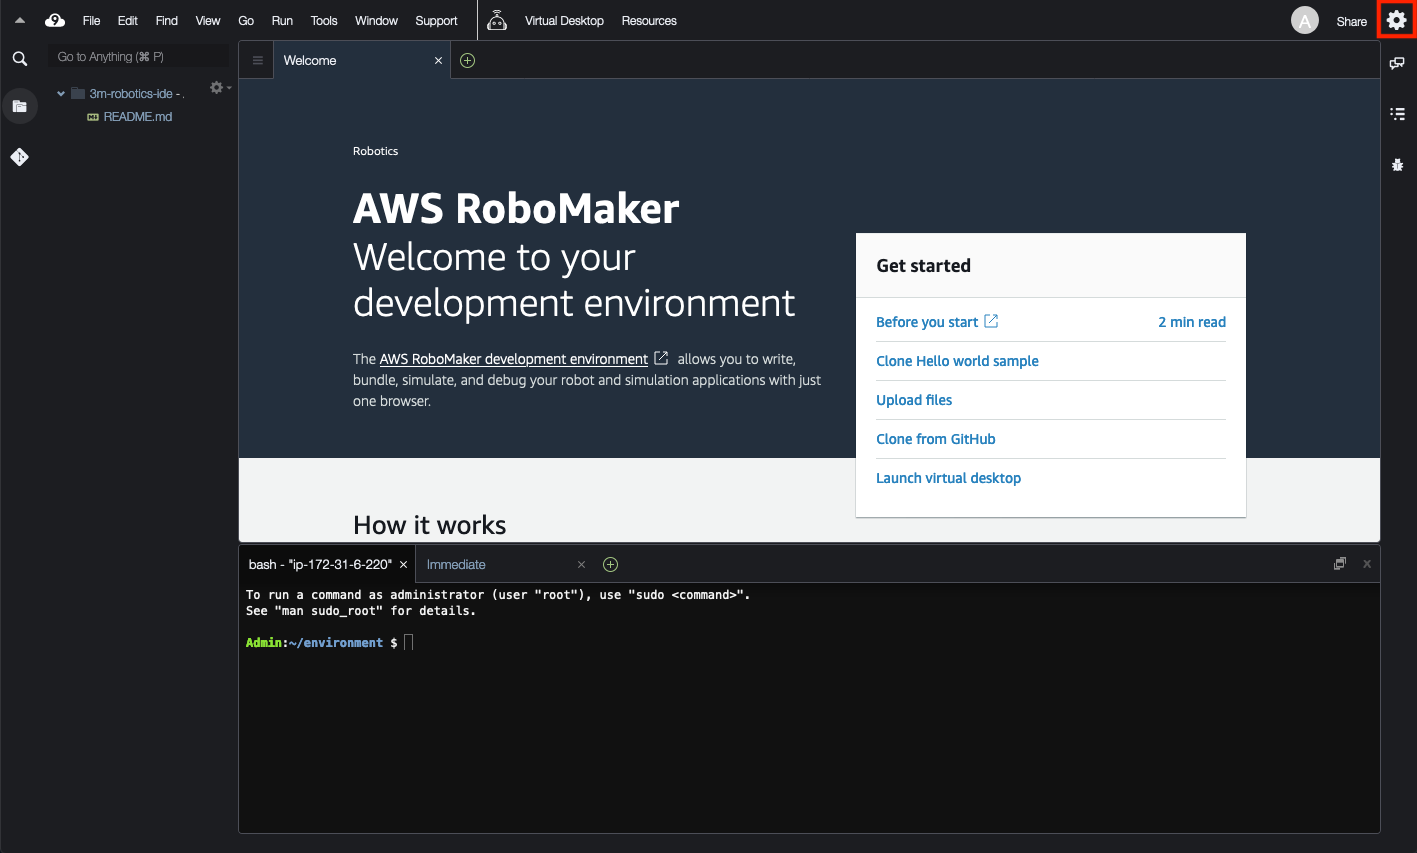 9 File Edit Find View Go Run Tools Window Support Virtual Desktop Resources A Share
Go to Anything (⌘ P)
3m-robotics-ide - .
README.md
Welcome
Robotics
AWS RoboMaker
Welcome to your
development environment
The AWS RoboMaker development environment allows you to write,
bundle, simulate, and debug your robot and simulation applications with just
one browser.
Get started
Before you start 2 min read
Clone Hello world sample
Upload files
Clone from GitHub
Launch virtual desktop
How it works
bash - "ip-172-31-6-220" Immediate
To run a command as administrator (user "root"), use "sudo <command>".
See "man sudo_root" for details.
Admin:~/environment $